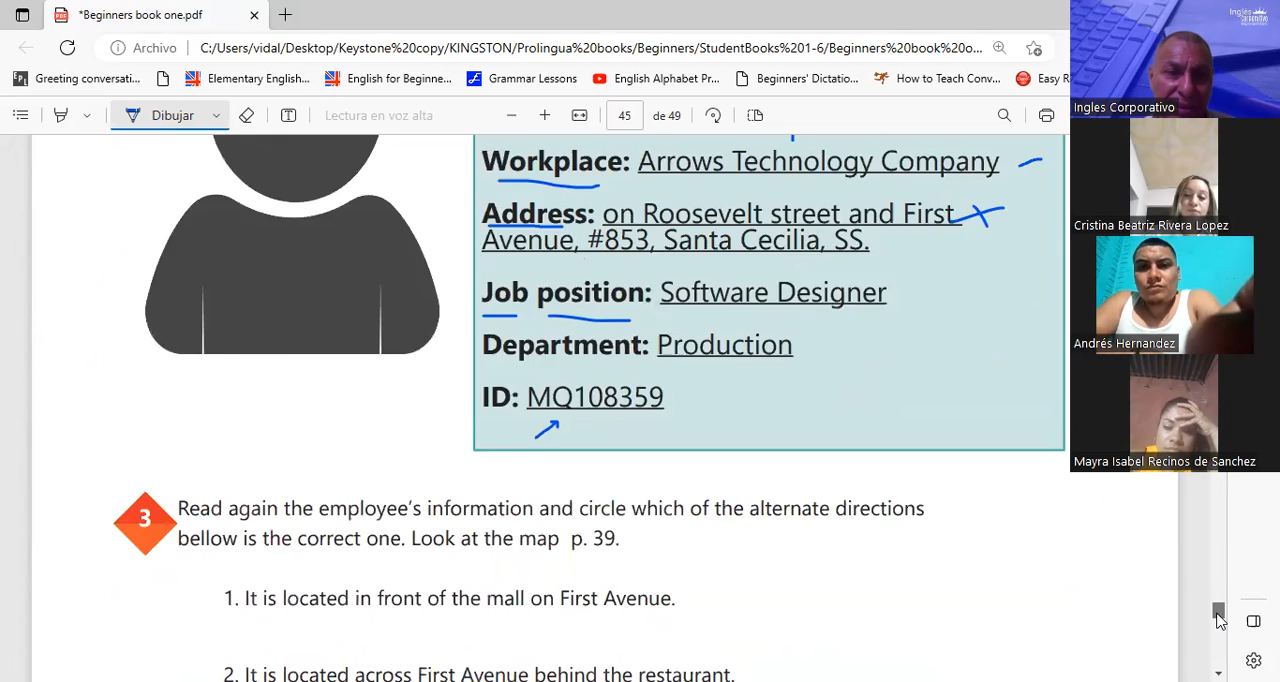 *Beginners book one.pdf
Archivo
C:/Users/vidal/Desktop/Keystone%20copy/KINGSTON/Prolingua%20books/Beginners/StudentBooks%201-6/Beginners%20book%20o...
Greeting conversati...
Elementary English...
English for Beginne...
Grammar Lessons
English Alphabet Pr...
Beginners' Dictatio...
How to Teach Conv...
Easy R
Dibujar
Lectura en voz alta
45
de 49
Workplace: Arrows Technology Company
Address: on Roosevelt street and First
Avenue, #853, Santa Cecilia, SS.
Job position: Software Designer
Department: Production
ID: MQ108359
3
Read again the employee's information and circle which of the alternate directions
bellow is the correct one. Look at the map p. 39.
1. It is located in front of the mall on First Avenue.
2. It is located across First Avenue behind the restaurant.
Ingles Corporativo
Cristina Beatriz Rivera Lopez
Andrés Hernandez
Mayra Isabel Recinos de Sanchez